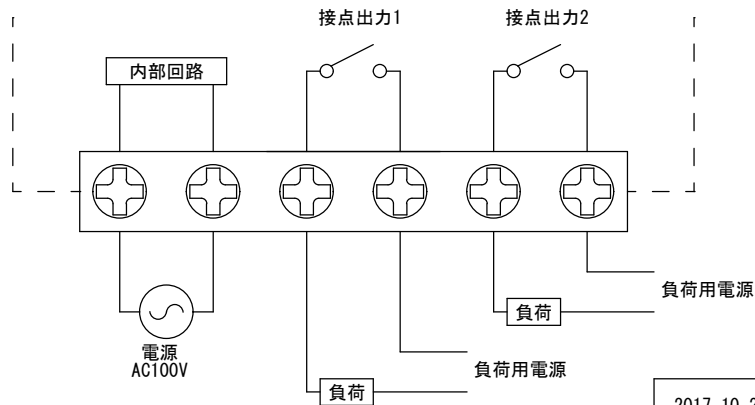 接点出力1
接点出力2
内部回路
負荷用電源
負荷
電源
AC100V
負荷用電源
負荷